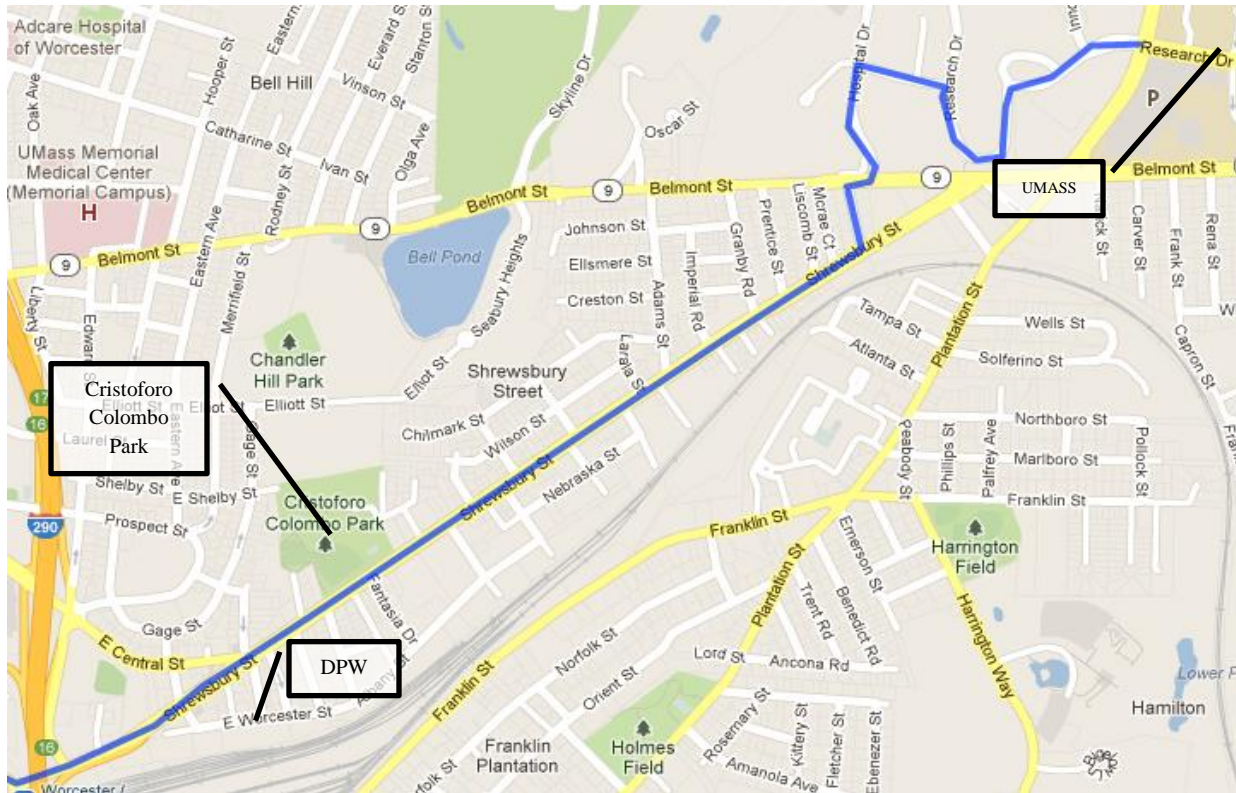 Adcare Hospital
of Worcester
Oak Ave
Hooper St
Bell Hill
Vinson St
Catharine St
Ivan St
Olga Ave
Skyline Dr
Oscar St
Hospital Dr
Research Dr
Research Dr
P
UMass Memorial
Medical Center
(Memorial Campus)
H
Rodney St
Eastern Ave
Merrifield St
9
Belmont St
9
Belmont St
9
Belmont St
9
Belmont St
UMASS
Bell Pond
Seabury Heights
Johnson St
Ellsmere St
Creston St
Adams St
Imperial Rd
Granby Rd
Prentice St
Liscomb St
Mcrae Ct
Shrewsbury St
Carver St
Frank St
Rena St
Liberty St
Chandler
Hill Park
Elliot St
Elliott St
Shrewsbury
Street
Larala St
Chilmark St
Wilson St
Nebraska St
Shrewsbury St
Tampa St
Atlanta St
Wells St
Solferino St
Plantation St
Capron St
Cristoforo
Colombo
Park
Gage St
Shelby St
Shelby St
Prospect St
16
290
Cristoforo
Colombo Park
Peabody St
Northboro St
Phillips St
Palfrey Ave
Marlboro St
Pollock St
Franklin St
Franklin St
Emerson St
Harrington
Field
Plantation St
Trent Rd
Benedict Rd
Harrington Way
Fantasia Dr
Gage St
E Central St
Shrewsbury St
DPW
Albany St
E Worcester St
Norfolk St
Lord St
Ancona Rd
Orient St
Franklin St
Rosemary St
Kittery St
Fletcher St
Ebenezer St
Hamilton
16
Franklin
Plantation
Holmes
Field
Amanola Ave